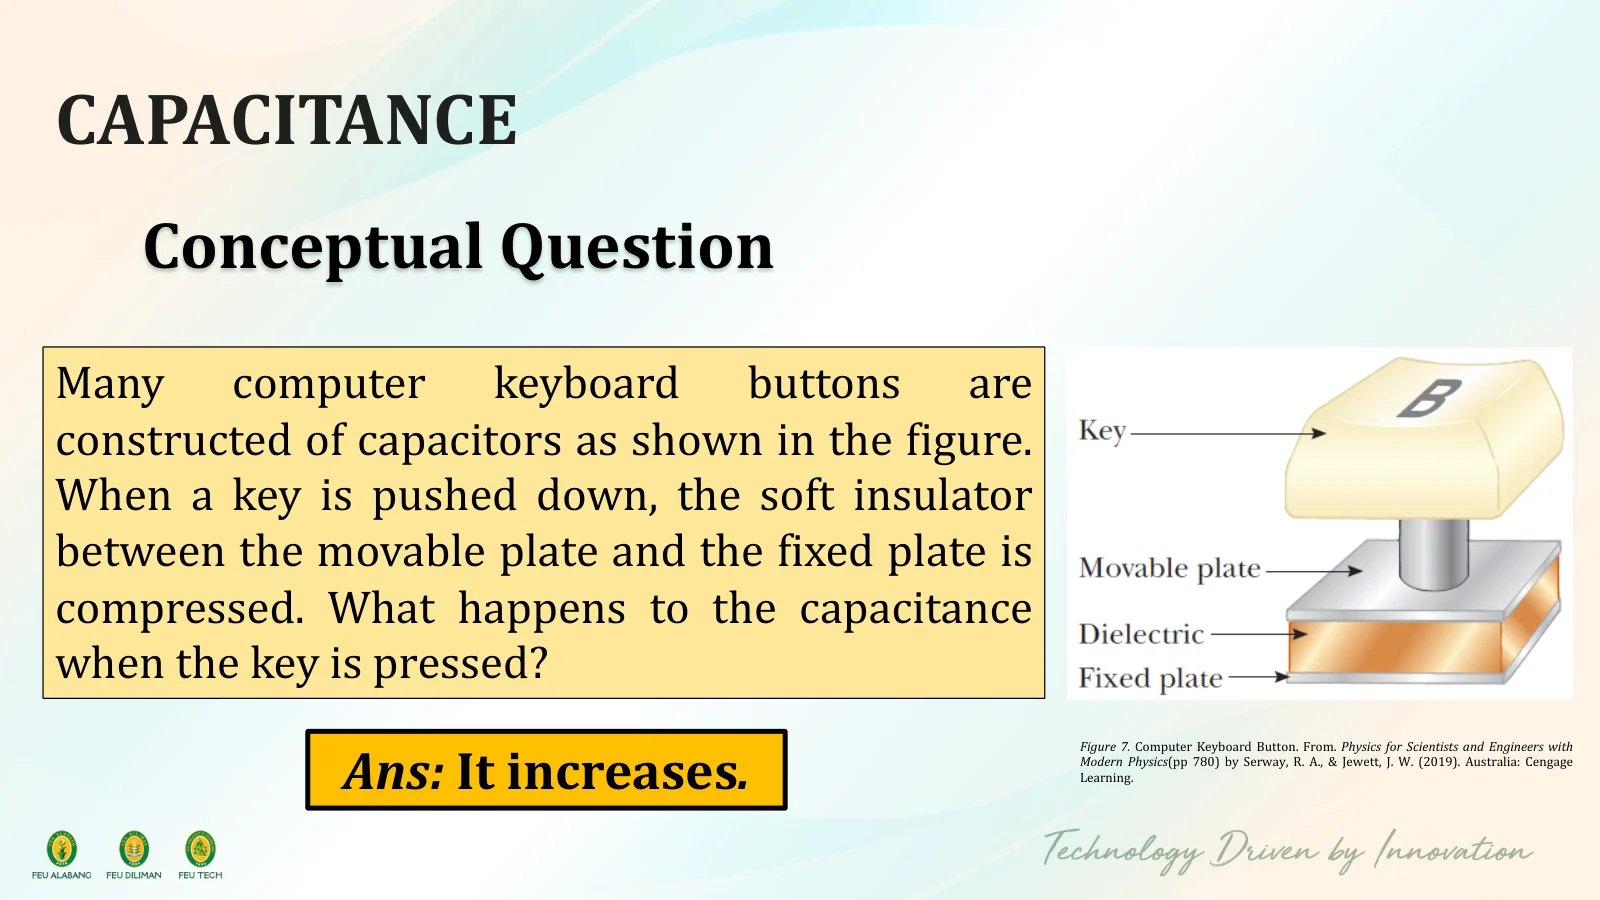 CAPACITANCE
Conceptual Question
Many computer keyboard buttons are
constructed of capacitors as shown in the figure.
When a key is pushed down, the soft insulator
between the movable plate and the fixed plate is
compressed. What happens to the capacitance
when the key is pressed?
Ans: It increases.
B
Key
Movable plate
Dielectric
Fixed plate
Figure 7. Computer Keyboard Button. From. Physics for Scientists and Engineers with
Modern Physics(pp 780) by Serway, R. A., & Jewett, J. W. (2019). Australia: Cengage
Learning.
FEU ALABANG FEU DILIMAN FEU TECH
Technology Driven by Innovation